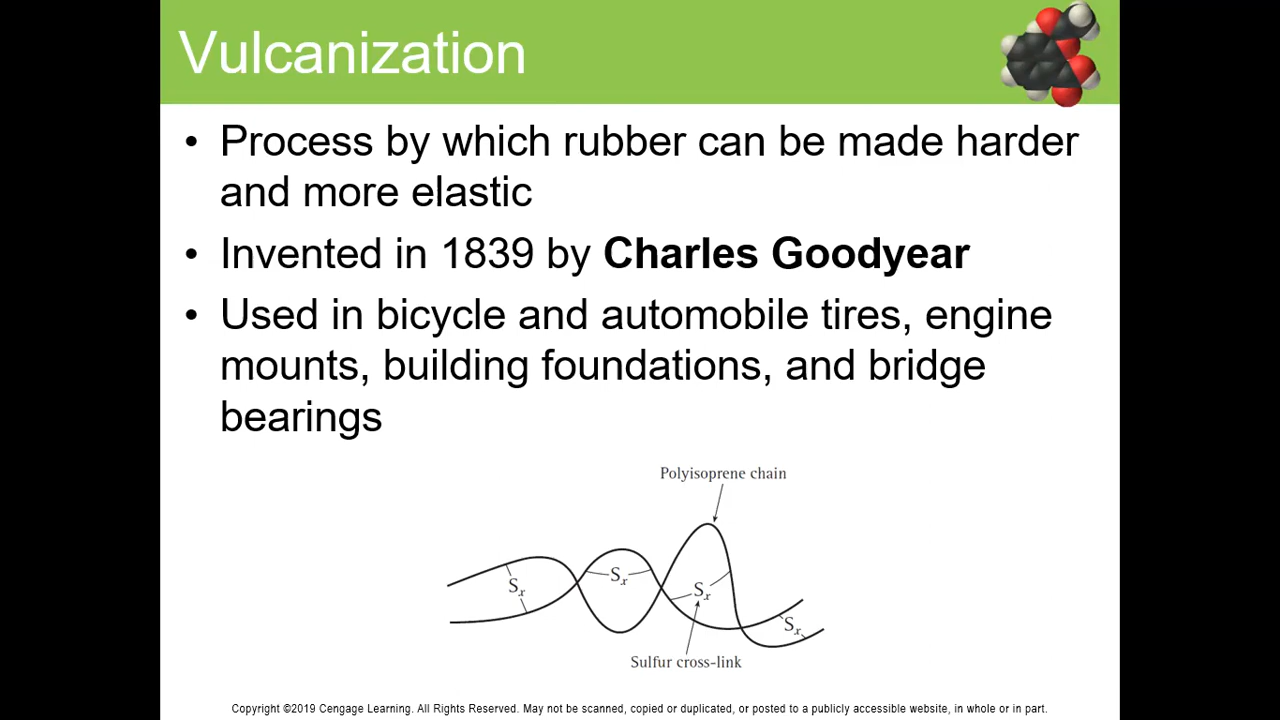 Vulcanization
• Process by which rubber can be made harder
and more elastic
• Invented in 1839 by Charles Goodyear
• Used in bicycle and automobile tires, engine
mounts, building foundations, and bridge
bearings
Polyisoprene chain
Sx
Sx
Sx
Sx
Sulfur cross-link
Copyright ©2019 Cengage Learning. All Rights Reserved. May not be scanned, copied or duplicated, or posted to a publicly accessible website, in whole or in part.